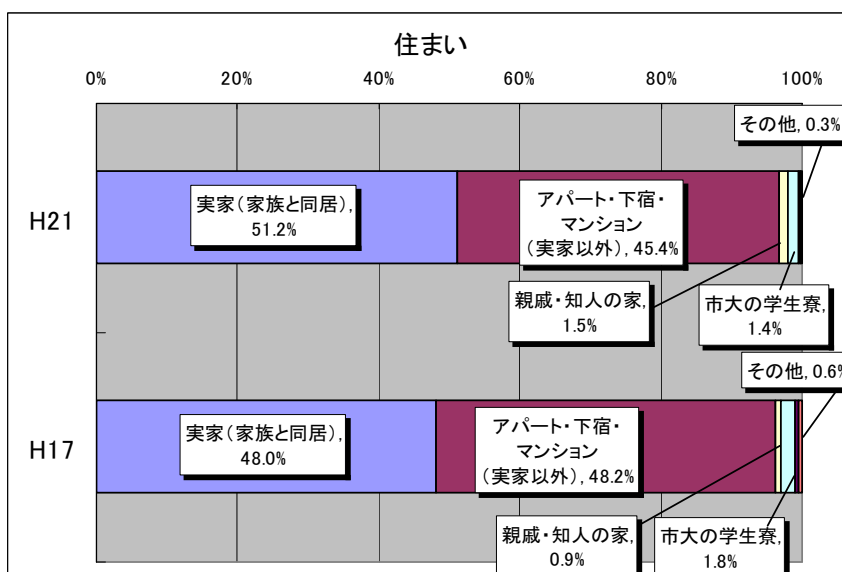 住まい
0%
20%
40%
60%
80%
100%
その他, 0.3%
H21
実家(家族と同居),
51.2%
アパート・下宿・
マンション
(実家以外), 45.4%
親戚・知人の家,
1.5%
市大の学生寮,
1.4%
その他, 0.6%
H17
実家(家族と同居),
48.0%
アパート・下宿・
マンション
(実家以外), 48.2%
親戚・知人の家,
0.9%
市大の学生寮,
1.8%